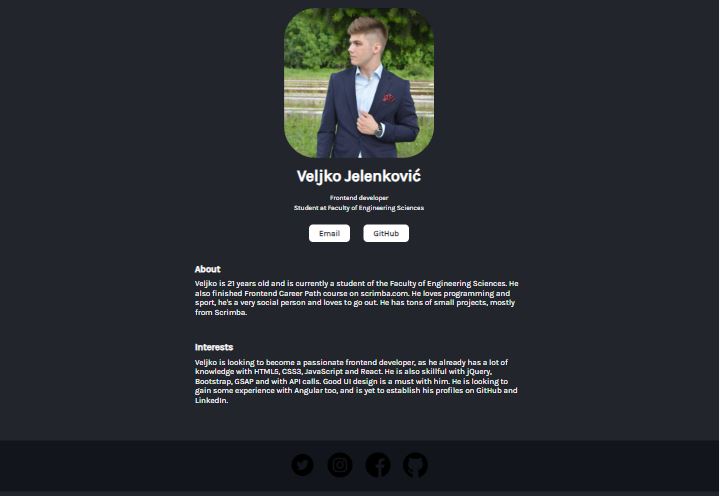 Veljko Jelenković
Frontend developer
Student at Faculty of Engineering Sciences
Email
GitHub
About
Veljko is 21 years old and is currently a student of the Faculty of Engineering Sciences. He
also finished Frontend Career Path course on scrimba.com. He loves programming and
sport, he's a very social person and loves to go out. He has tons of small projects, mostly
from Scrimba.
Interests
Veljko is looking to become a passionate frontend developer, as he already has a lot of
knowledge with HTML5, CSS3, JavaScript and React. He is also skillful with jQuery,
Bootstrap, GSAP and with API calls. Good UI design is a must with him. He is looking to
gain some experience with Angular too, and is yet to establish his profiles on GitHub and
LinkedIn.